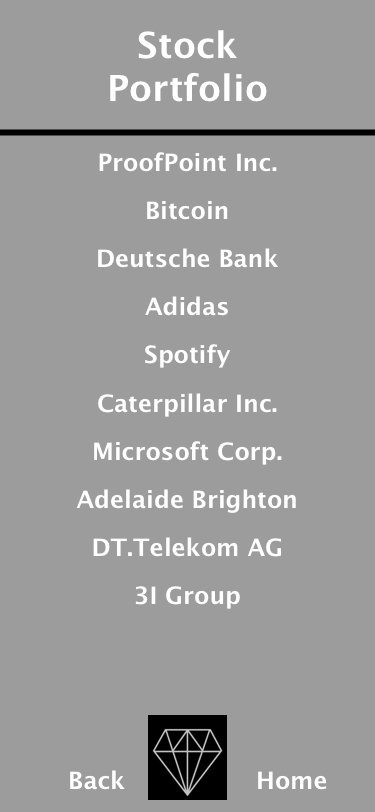 Stock
Portfolio
ProofPoint Inc.
Bitcoin
Deutsche Bank
Adidas
Spotify
Caterpillar Inc.
Microsoft Corp.
Adelaide Brighton
DT.Telekom AG
3I Group
Back
Home